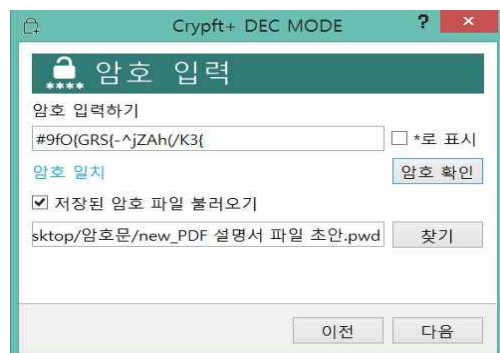 Crypft+ DEC MODE
?
×
**** 암호 입력
암호 입력하기
#9fO{GRS{-^jZAh(/K3{
*로 표시
암호 일치
암호 확인
저장된 암호 파일 불러오기
sktop/암호문/new_PDF 설명서 파일 초안.pwd
찾기
이전
다음